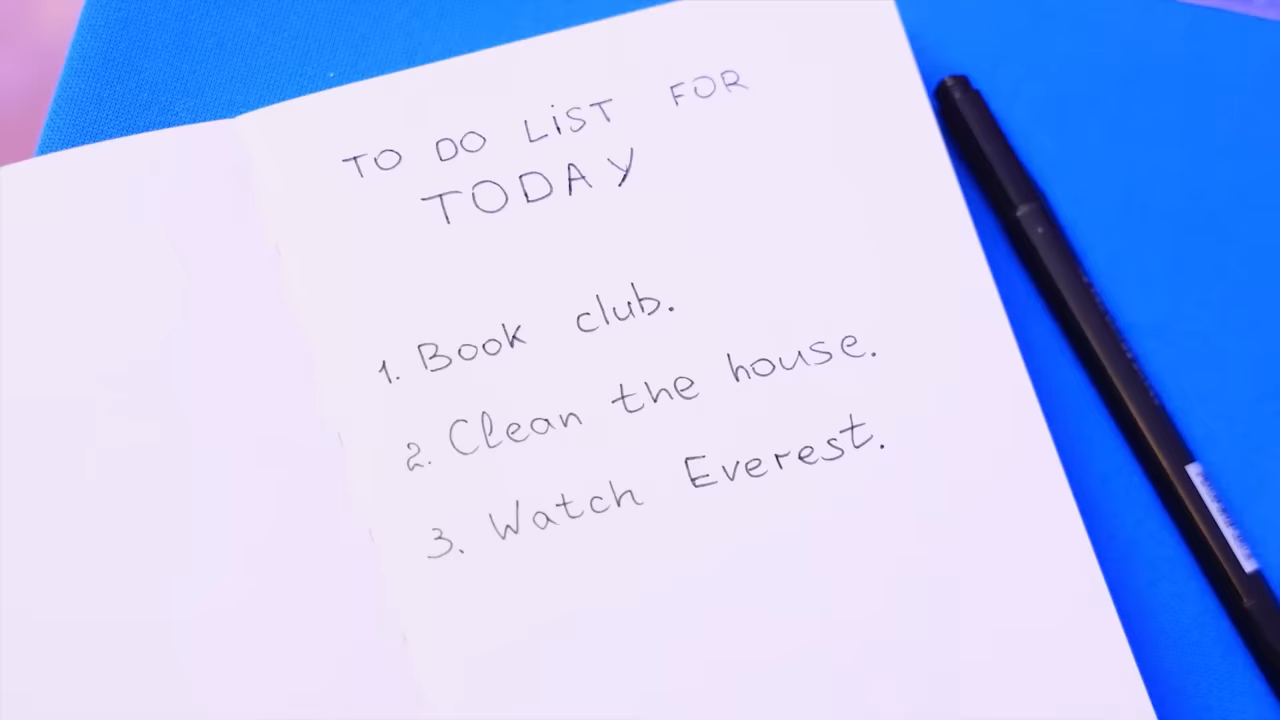 TO DO LIST FOR
TODAY
1. Book club.
2. Clean the house.
3. Watch Everest.